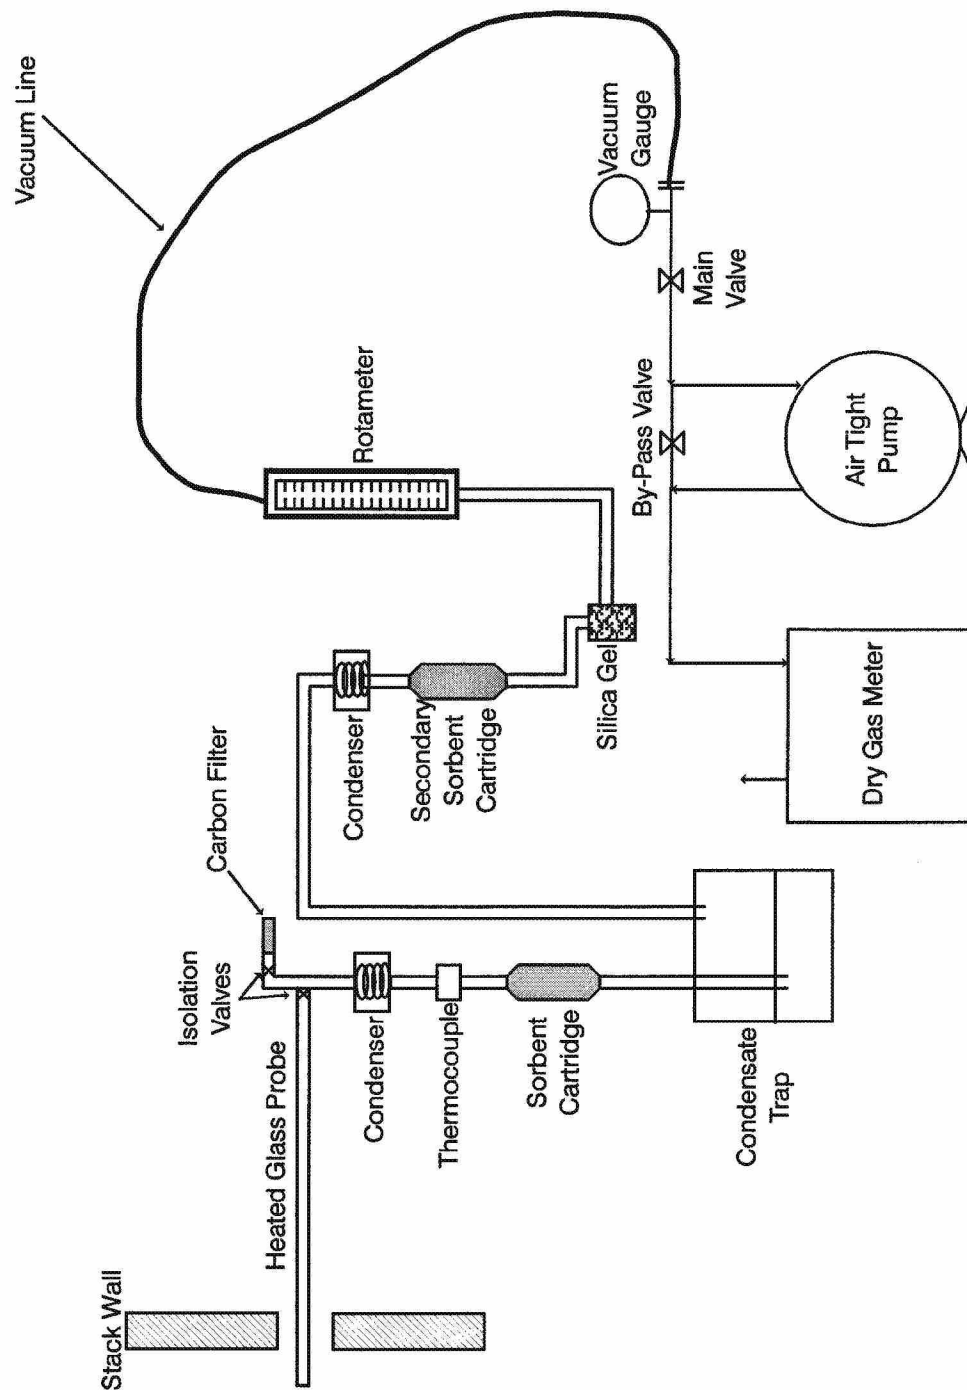 Vacuum Line
Stack Wall
Heated Glass Probe
Isolation
Valves
Carbon Filter
Condenser
Thermocouple
Sorbent
Cartridge
Condensate
Trap
Condenser
Secondary
Sorbent
Cartridge
Silica Gel
Rotameter
Vacuum
Gauge
Main
Valve
By-Pass Valve
Air Tight
Pump
Dry Gas Meter